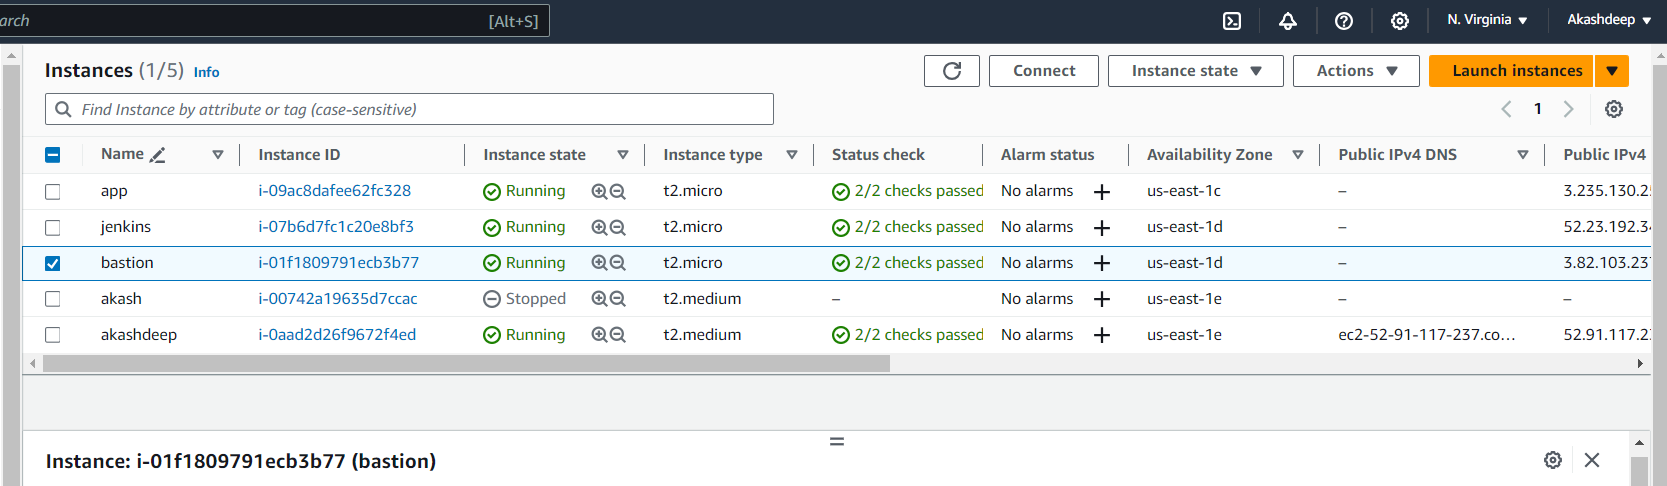 arch [Alt+S] N. Virginia Akashdeep
Instances (1/5) Info Connect Instance state Actions Launch instances
Find Instance by attribute or tag (case-sensitive) 1
Name Instance ID Instance state Instance type Status check Alarm status Availability Zone Public IPv4 DNS Public IPv4
app i-09ac8dafee62fc328 Running t2.micro 2/2 checks passed No alarms us-east-1c – 3.235.130.25
jenkins i-07b6d7fc1c20e8bf3 Running t2.micro 2/2 checks passed No alarms us-east-1d – 52.23.192.34
bastion i-01f1809791ecb3b77 Running t2.micro 2/2 checks passed No alarms us-east-1d – 3.82.103.237
akash i-00742a19635d7ccac Stopped t2.medium – No alarms us-east-1e – –
akashdeep i-0aad2d26f9672f4ed Running t2.medium 2/2 checks passed No alarms us-east-1e ec2-52-91-117-237.co... 52.91.117.23
Instance: i-01f1809791ecb3b77 (bastion)